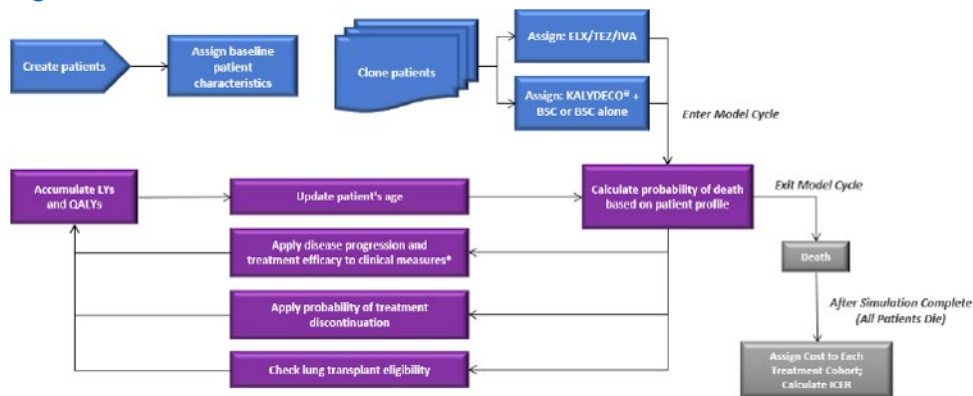 Create patients
Assign baseline
patient
characteristics
Clone patients
Assign: ELX/TEZ/IVA
Assign: KALYDECO® +
BSC or BSC alone
Enter Model Cycle
Accumulate LYs
and QALYs
Update patient's age
Calculate probability of death
based on patient profile
Exit Model Cycle
Apply disease progression and
treatment efficacy to clinical measures*
Death
Apply probability of treatment
discontinuation
After Simulation Complete
(All Patients Die)
Check lung transplant eligibility
Assign Cost to Each
Treatment Cohort;
Calculate ICER